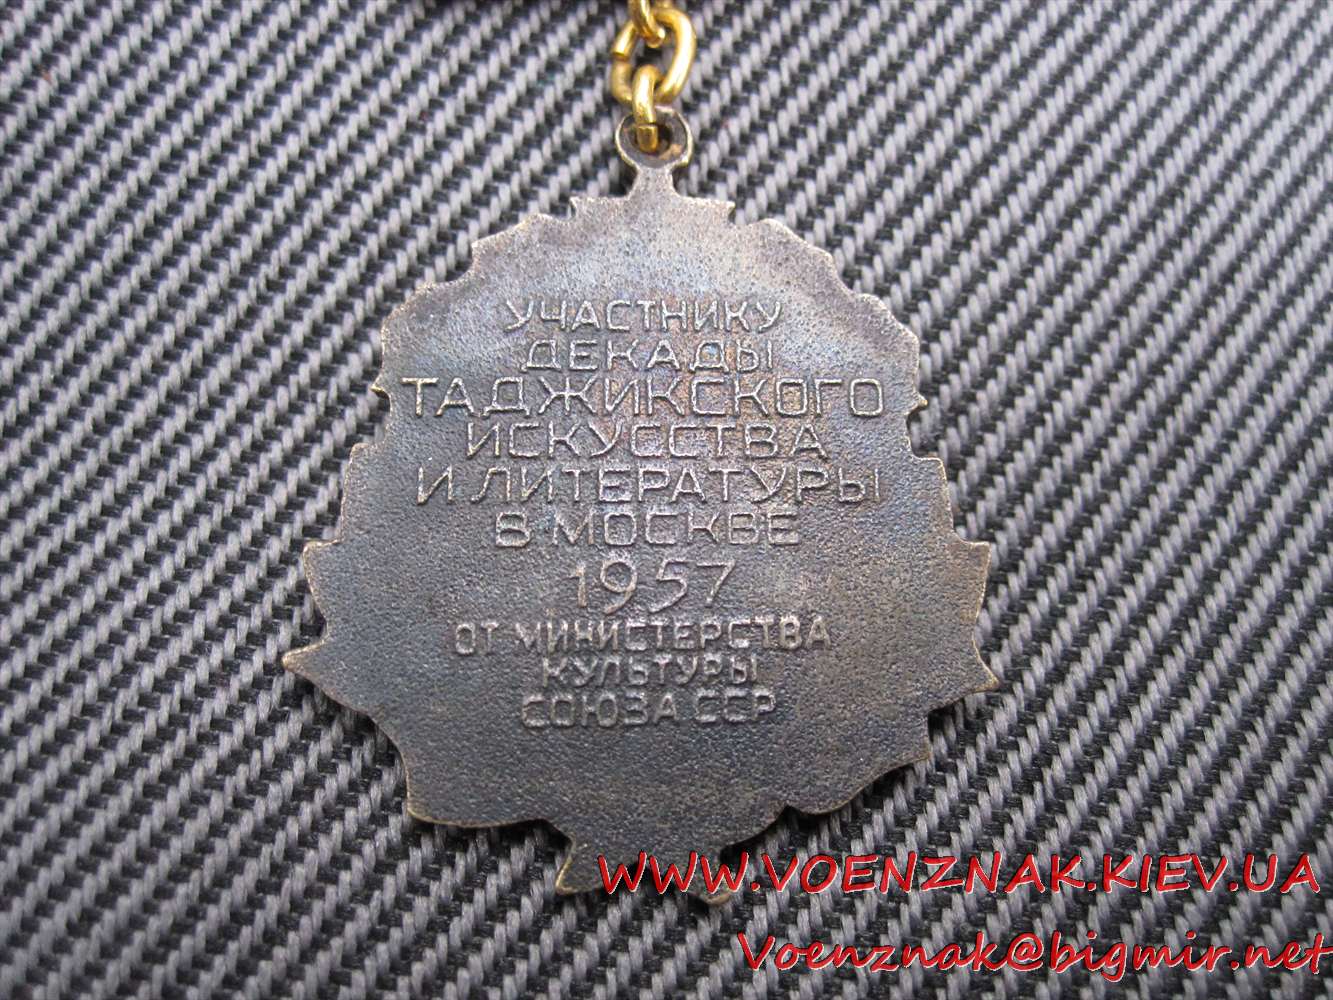 УЧАСТНИКУ
ДЕКАДЫ
ТАДЖИКСКОГО
ИСКУССТВА
И ЛИТЕРАТУРЫ
В МОСКВЕ
1957
ОТ МИНИСТЕРСТВА
КУЛЬТУРЫ
СОЮЗА ССР
WWW.VOENZNAK.KIEV.UA
Voenznak@bigmir.net